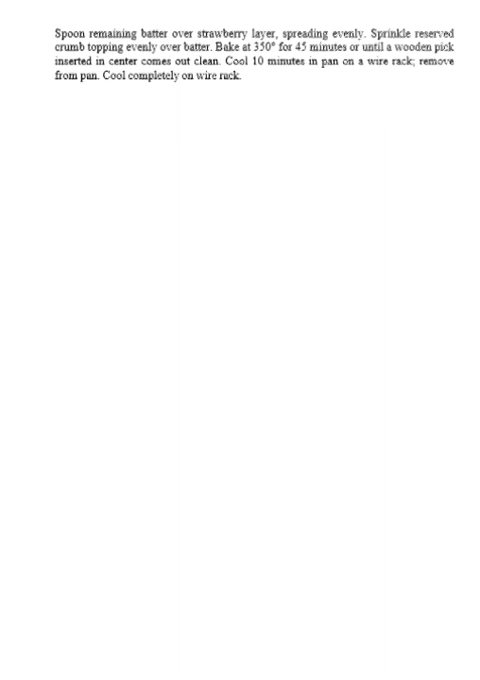 Spoon remaining batter over strawberry layer, spreading evenly. Sprinkle reserved
crumb topping evenly over batter. Bake at 350° for 45 minutes or until a wooden pick
inserted in center comes out clean. Cool 10 minutes in pan on a wire rack; remove
from pan. Cool completely on wire rack.